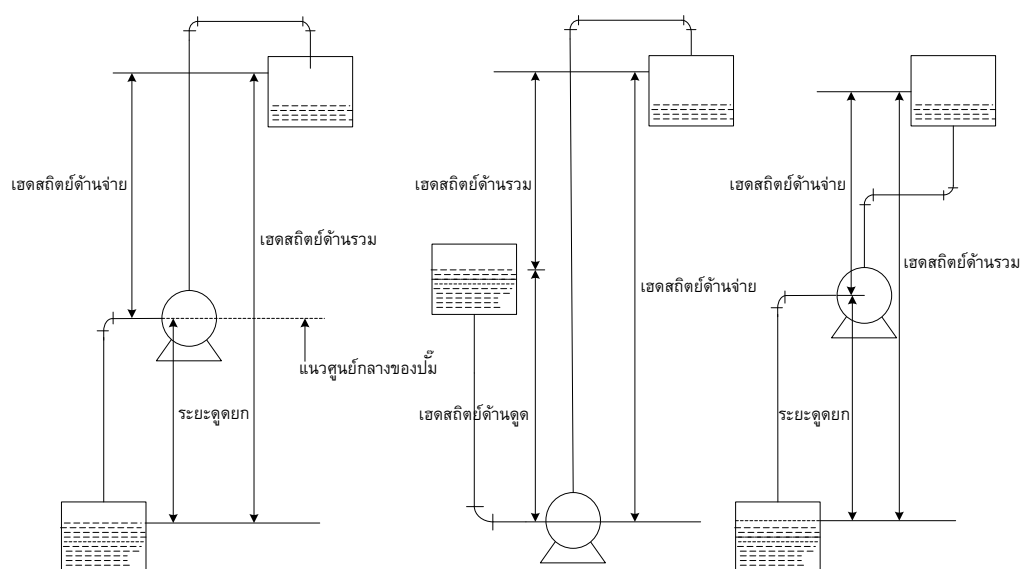 เฮดสถิตย์ด้านจ่าย
เฮดสถิตย์ด้านรวม
แนวศูนย์กลางของปั๊ม
ระยะดูดยก
เฮดสถิตย์ด้านรวม
เฮดสถิตย์ด้านจ่าย
เฮดสถิตย์ด้านดูด
เฮดสถิตย์ด้านจ่าย
เฮดสถิตย์ด้านรวม
ระยะดูดยก